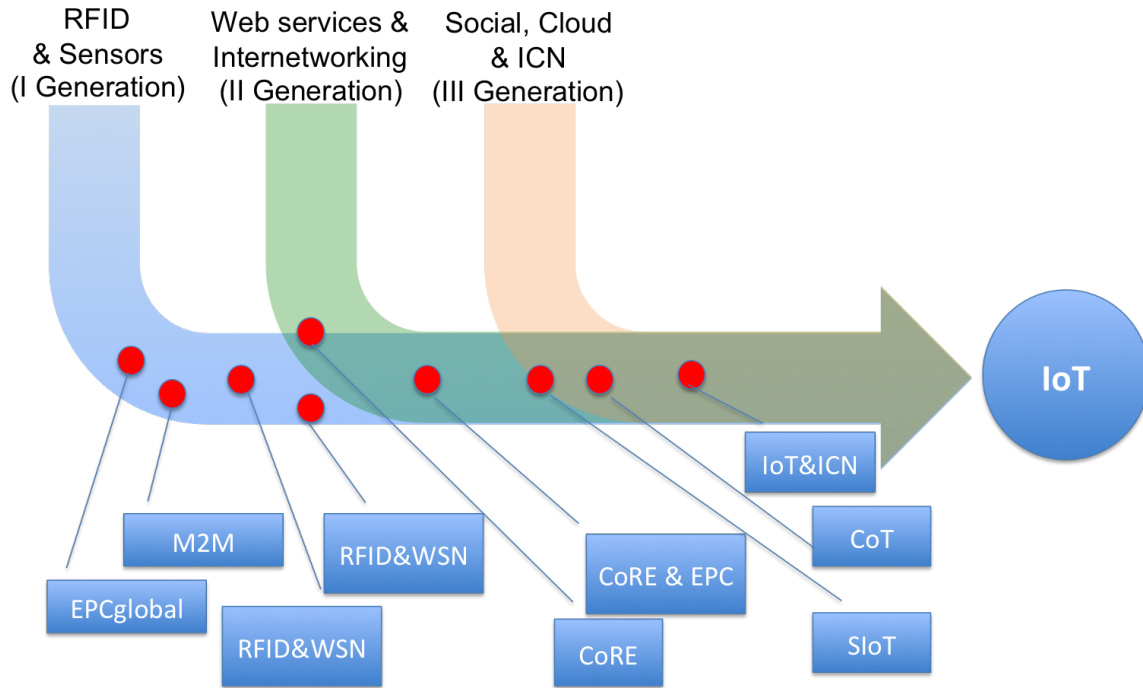 RFID
& Sensors
(I Generation)
Web services &
Internetworking
(II Generation)
Social, Cloud
& ICN
(III Generation)
IoT
IoT&ICN
M2M
RFID&WSN
CoT
CoRE & EPC
EPCglobal
RFID&WSN
CoRE
SIoT